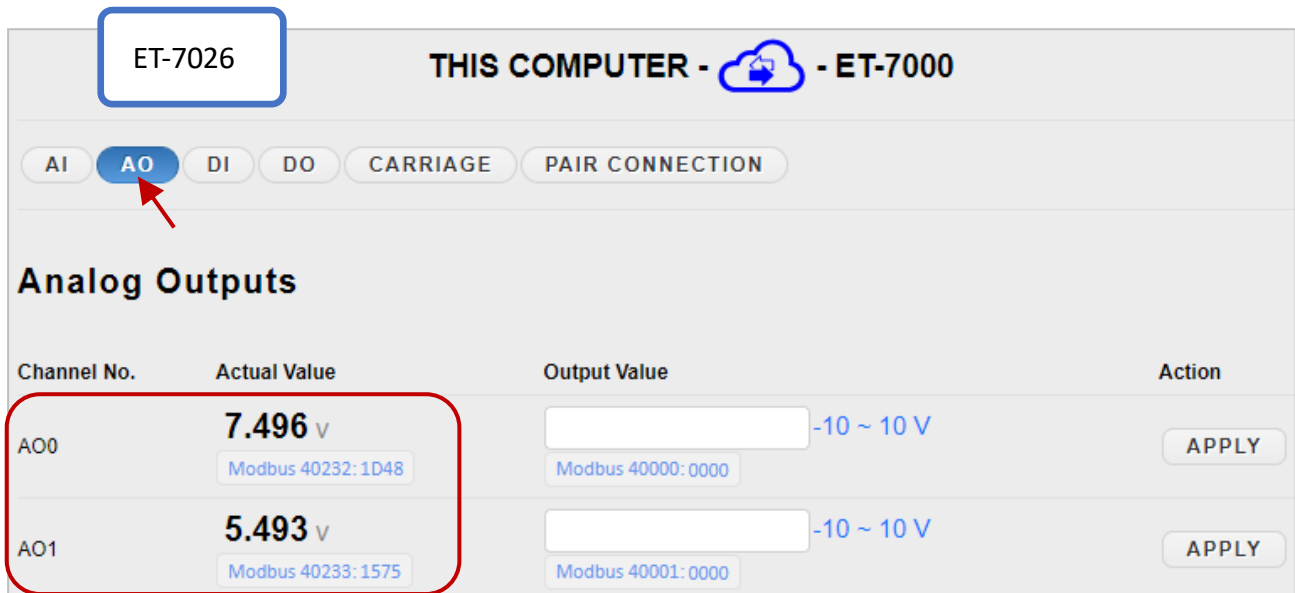 ET-7026
THIS COMPUTER - - ET-7000
AI AO DI DO CARRIAGE PAIR CONNECTION
Analog Outputs
Channel No. Actual Value Output Value Action
AO0 7.496 V -10 ~ 10 V APPLY
Modbus 40232: 1D48 Modbus 40000: 0000
AO1 5.493 V -10 ~ 10 V APPLY
Modbus 40233: 1575 Modbus 40001: 0000